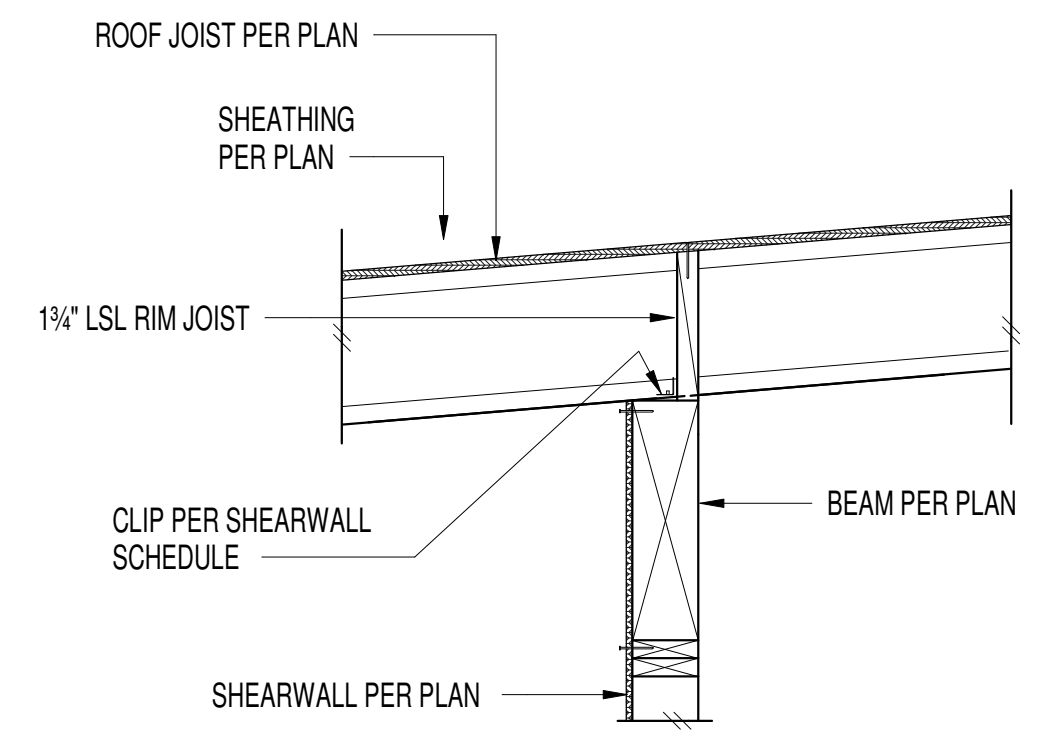 ROOF JOIST PER PLAN
SHEATHING
PER PLAN
1¾" LSL RIM JOIST
CLIP PER SHEARWALL
SCHEDULE
BEAM PER PLAN
SHEARWALL PER PLAN